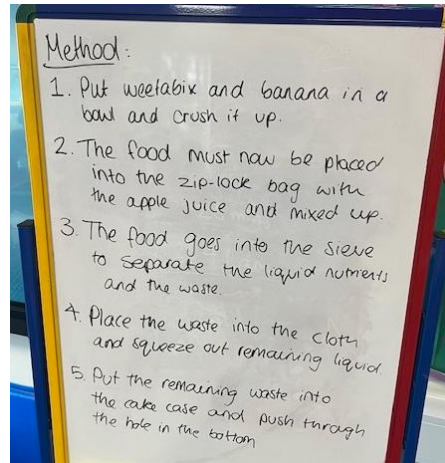 Method:
1. Put weetabix and banana in a
bowl and crush it up.
2. The food must now be placed
into the zip-lock bag with
the apple juice and mixed up.
3. The food goes into the sieve
to separate the liquid nutrients
and the waste.
4. Place the waste into the cloth
and squeeze out remaining liquid
5. Put the remaining waste into
the cake case and push through
the hole in the bottom